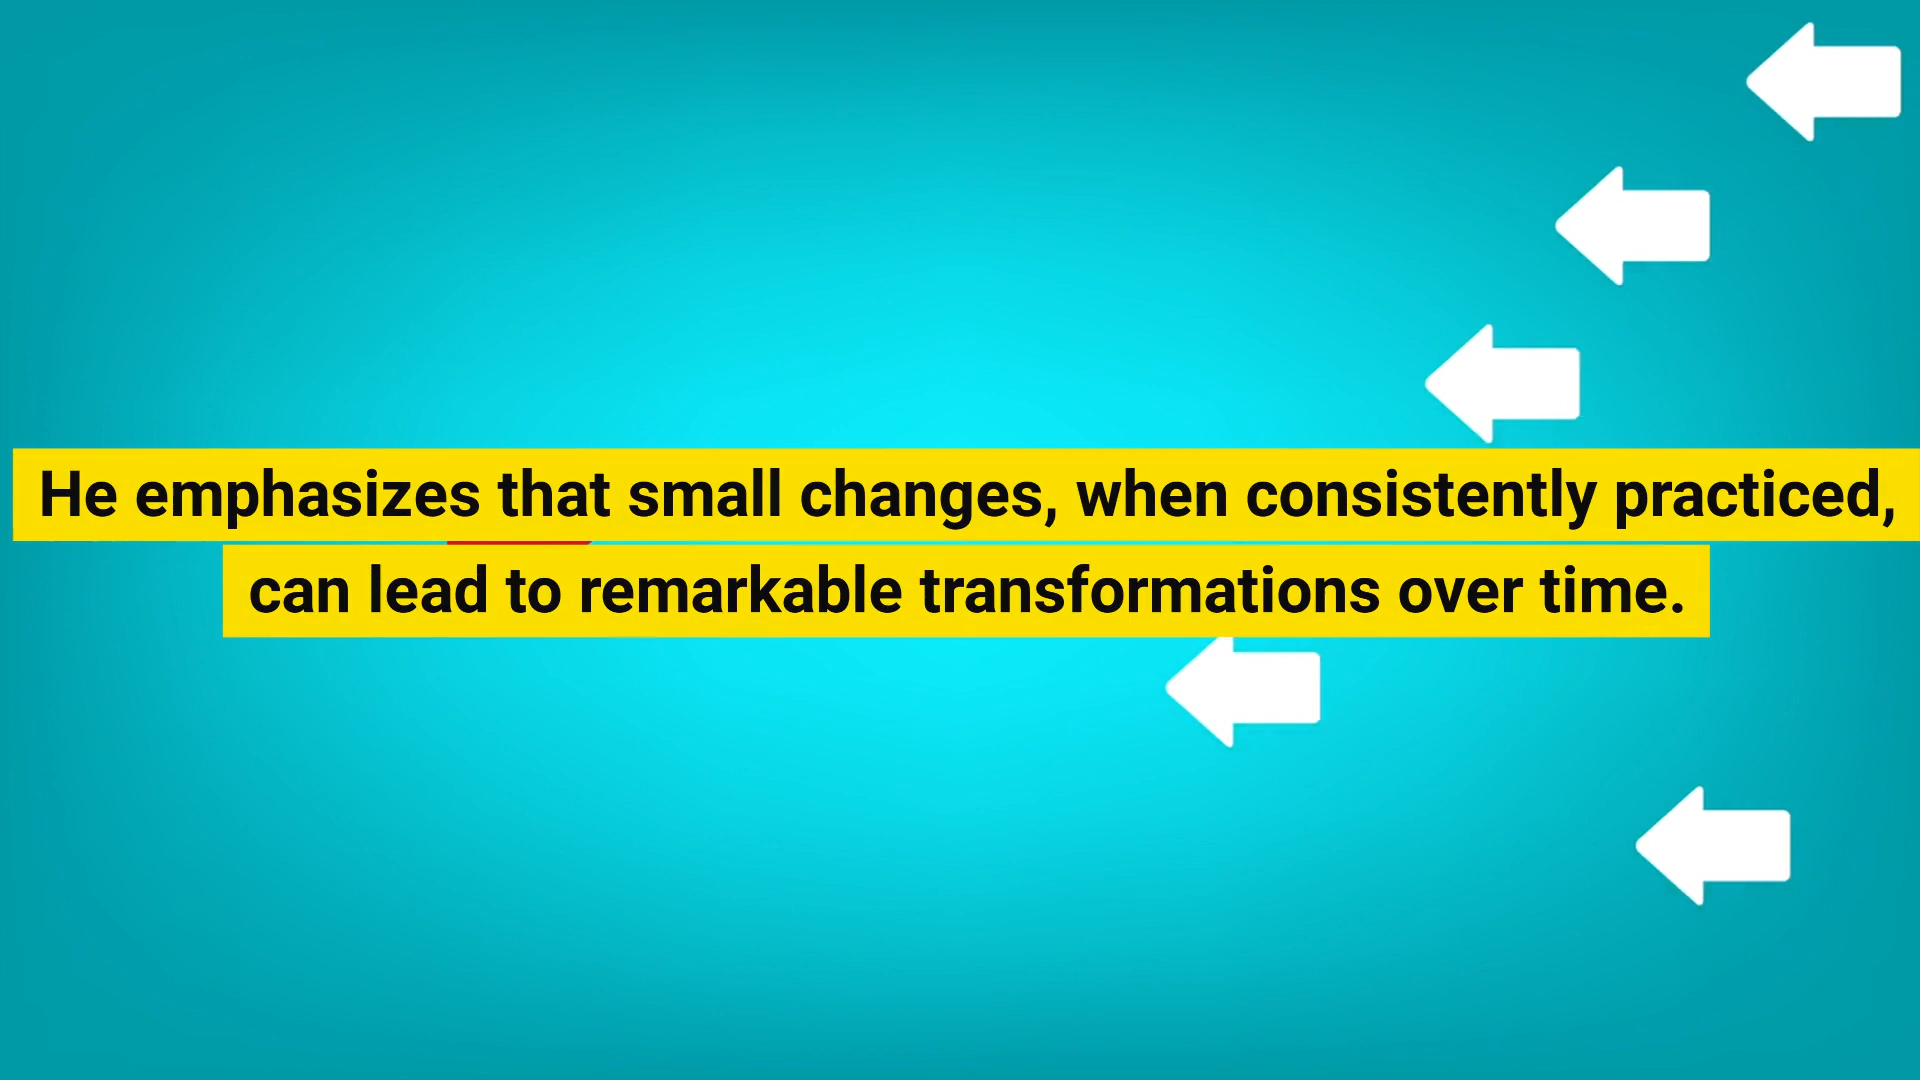 He emphasizes that small changes, when consistently practiced,
can lead to remarkable transformations over time.